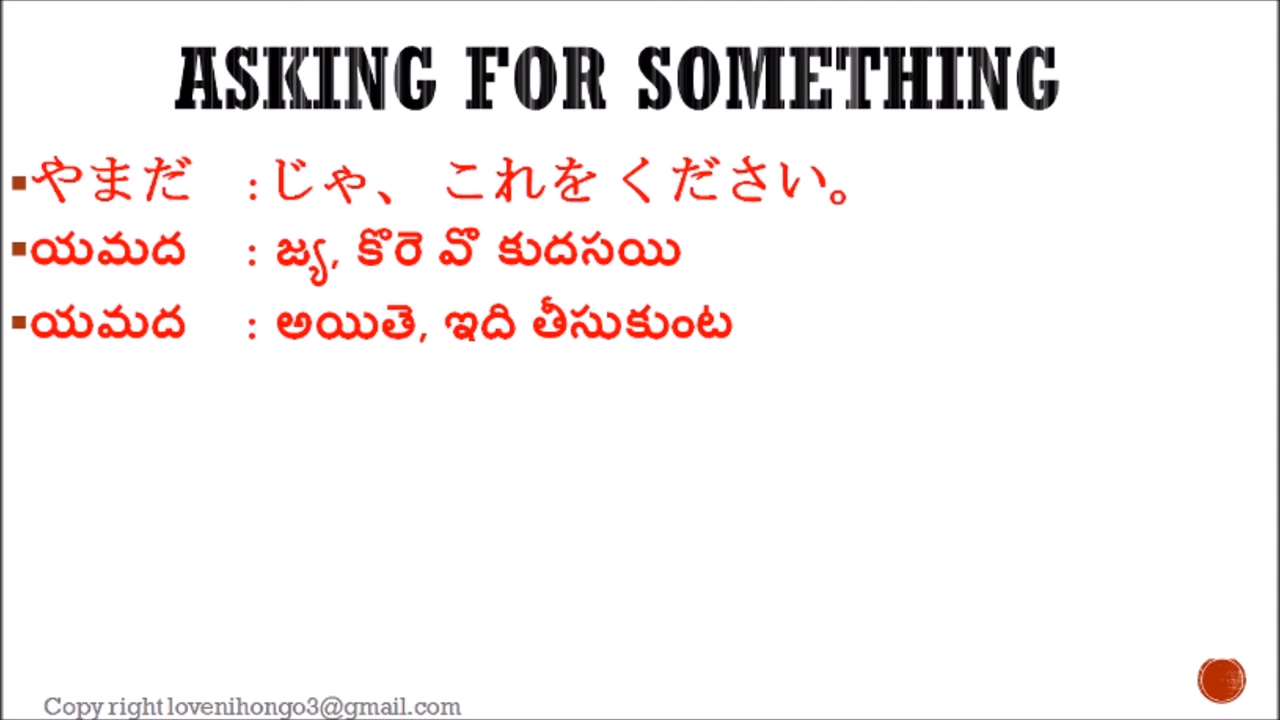 ASKING FOR SOMETHING
やまだ : じゃ、 これを ください。
యమద : జ్య, కొరె వొ కుదసయి
యమద : అయితె, ఇది తీసుకుంట
Copy right lovenihongo3@gmail.com